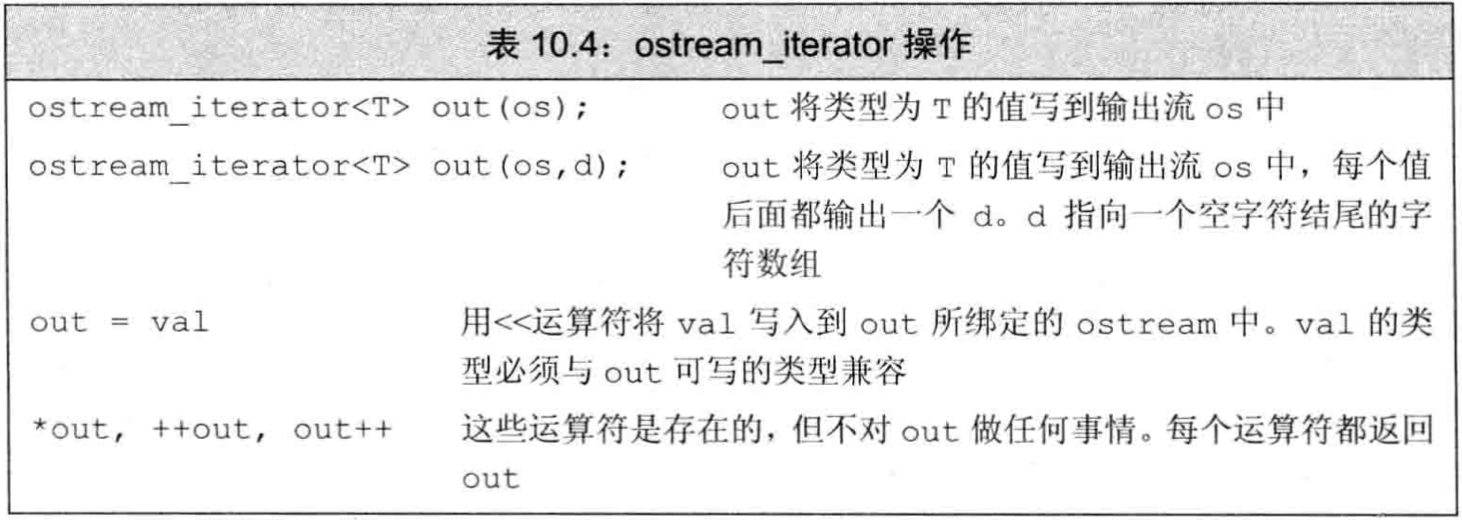 表 10.4：ostream_iterator 操作
ostream_iterator<T> out(os); out 将类型为 T 的值写到输出流 os 中
ostream_iterator<T> out(os,d); out 将类型为 T 的值写到输出流 os 中，每个值
后面都输出一个 d。d 指向一个空字符结尾的字
符数组
out = val 用<<运算符将 val 写入到 out 所绑定的 ostream 中。val 的类
型必须与 out 可写的类型兼容
*out, ++out, out++ 这些运算符是存在的，但不对 out 做任何事情。每个运算符都返回
out